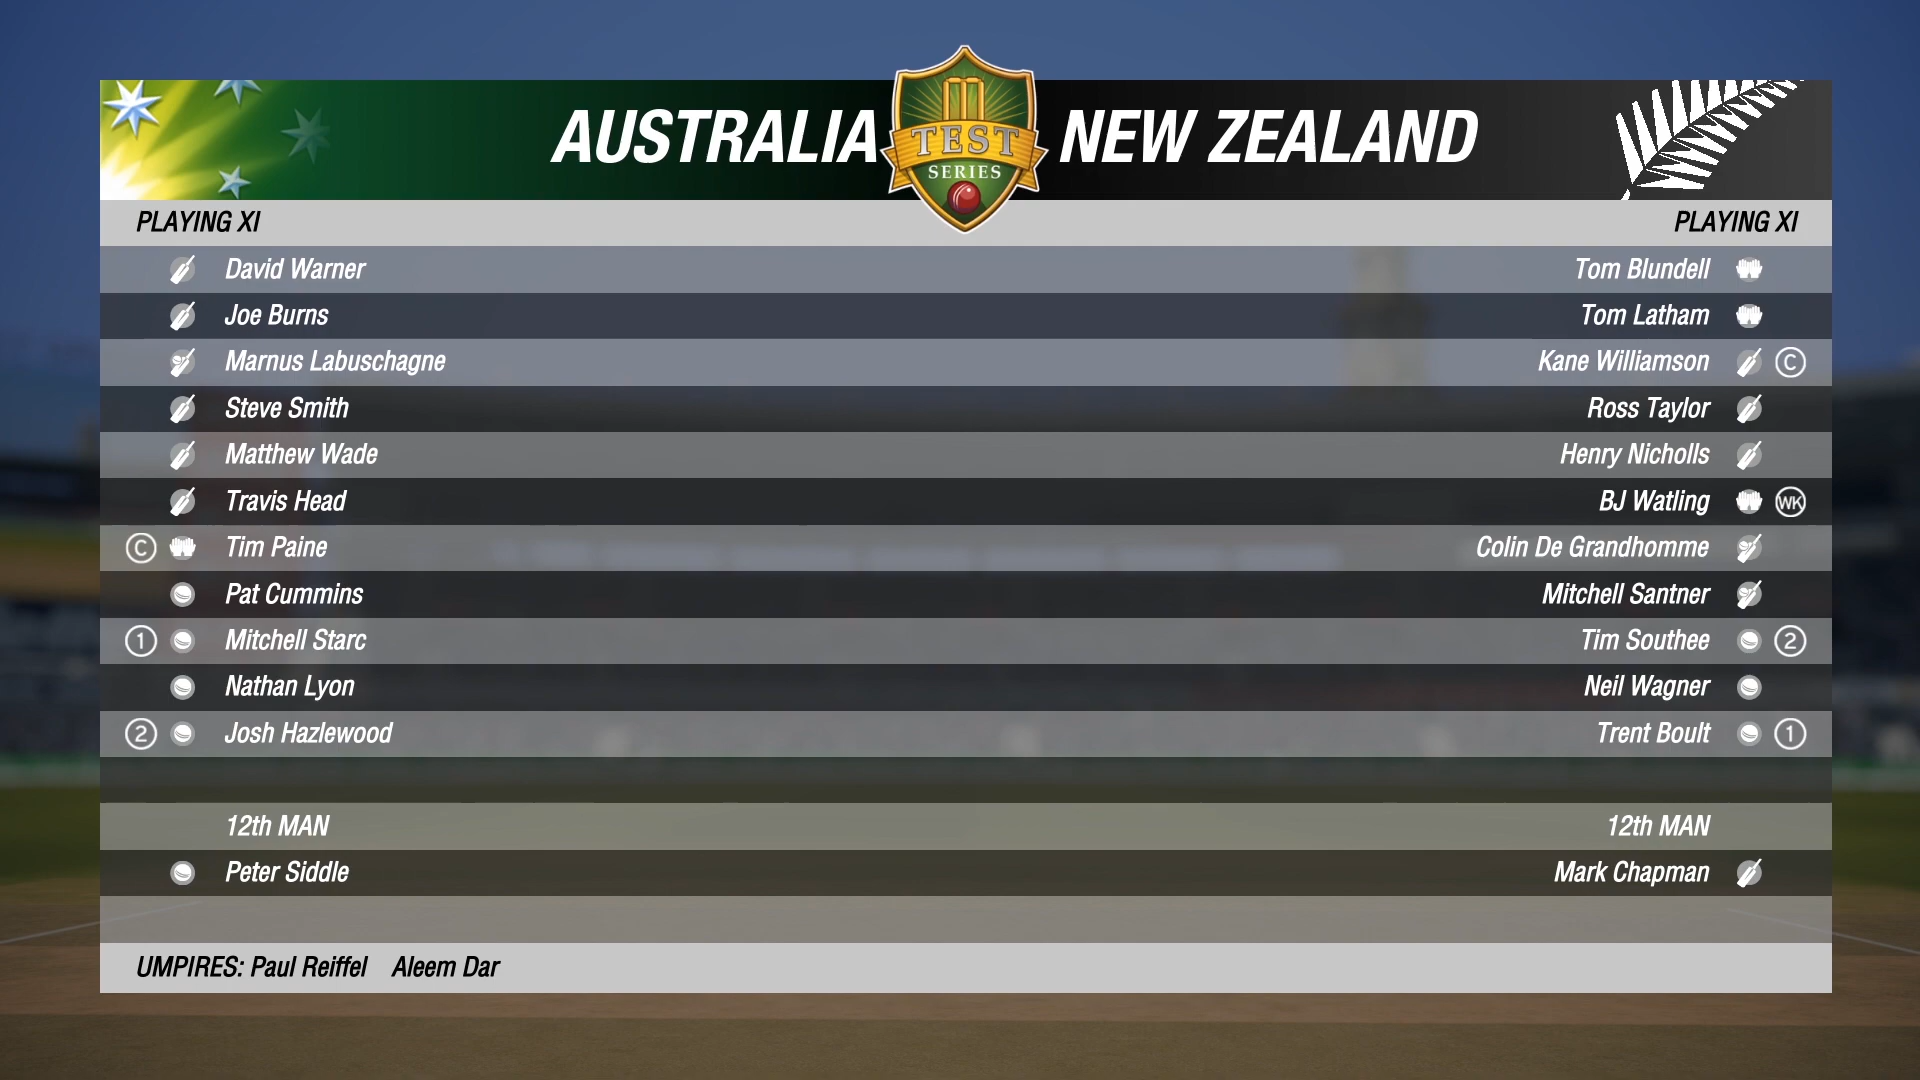 AUSTRALIA TEST SERIES NEW ZEALAND
PLAYING XI PLAYING XI
David Warner Tom Blundell
Joe Burns Tom Latham
Marnus Labuschagne Kane Williamson C
Steve Smith Ross Taylor
Matthew Wade Henry Nicholls
Travis Head BJ Watling WK
C Tim Paine Colin De Grandhomme
Pat Cummins Mitchell Santner
1 Mitchell Starc Tim Southee 2
Nathan Lyon Neil Wagner
2 Josh Hazlewood Trent Boult 1
12th MAN 12th MAN
Peter Siddle Mark Chapman
UMPIRES: Paul Reiffel Aleem Dar